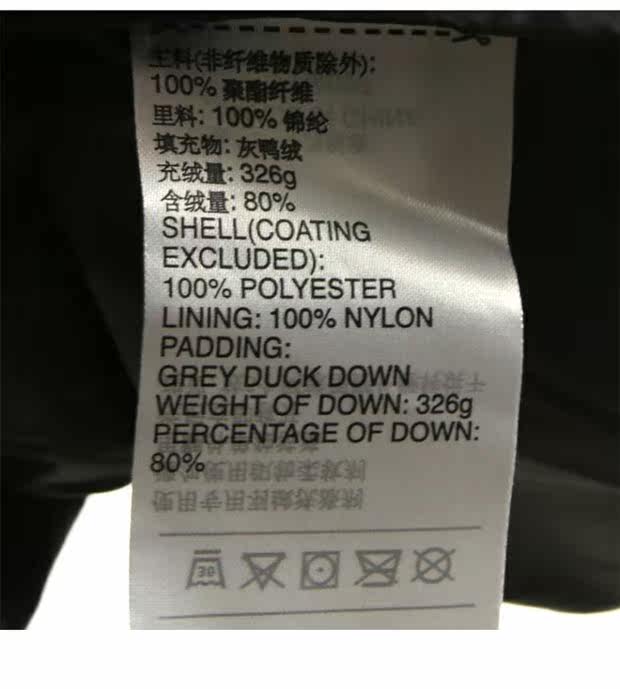 主料(非纤维物质除外):
100% 聚酯纤维
里料: 100% 锦纶
填充物: 灰鸭绒
充绒量: 326g
含绒量: 80%
SHELL(COATING
EXCLUDED):
100% POLYESTER
LINING: 100% NYLON
PADDING:
GREY DUCK DOWN
WEIGHT OF DOWN: 326g
PERCENTAGE OF DOWN:
80%
30